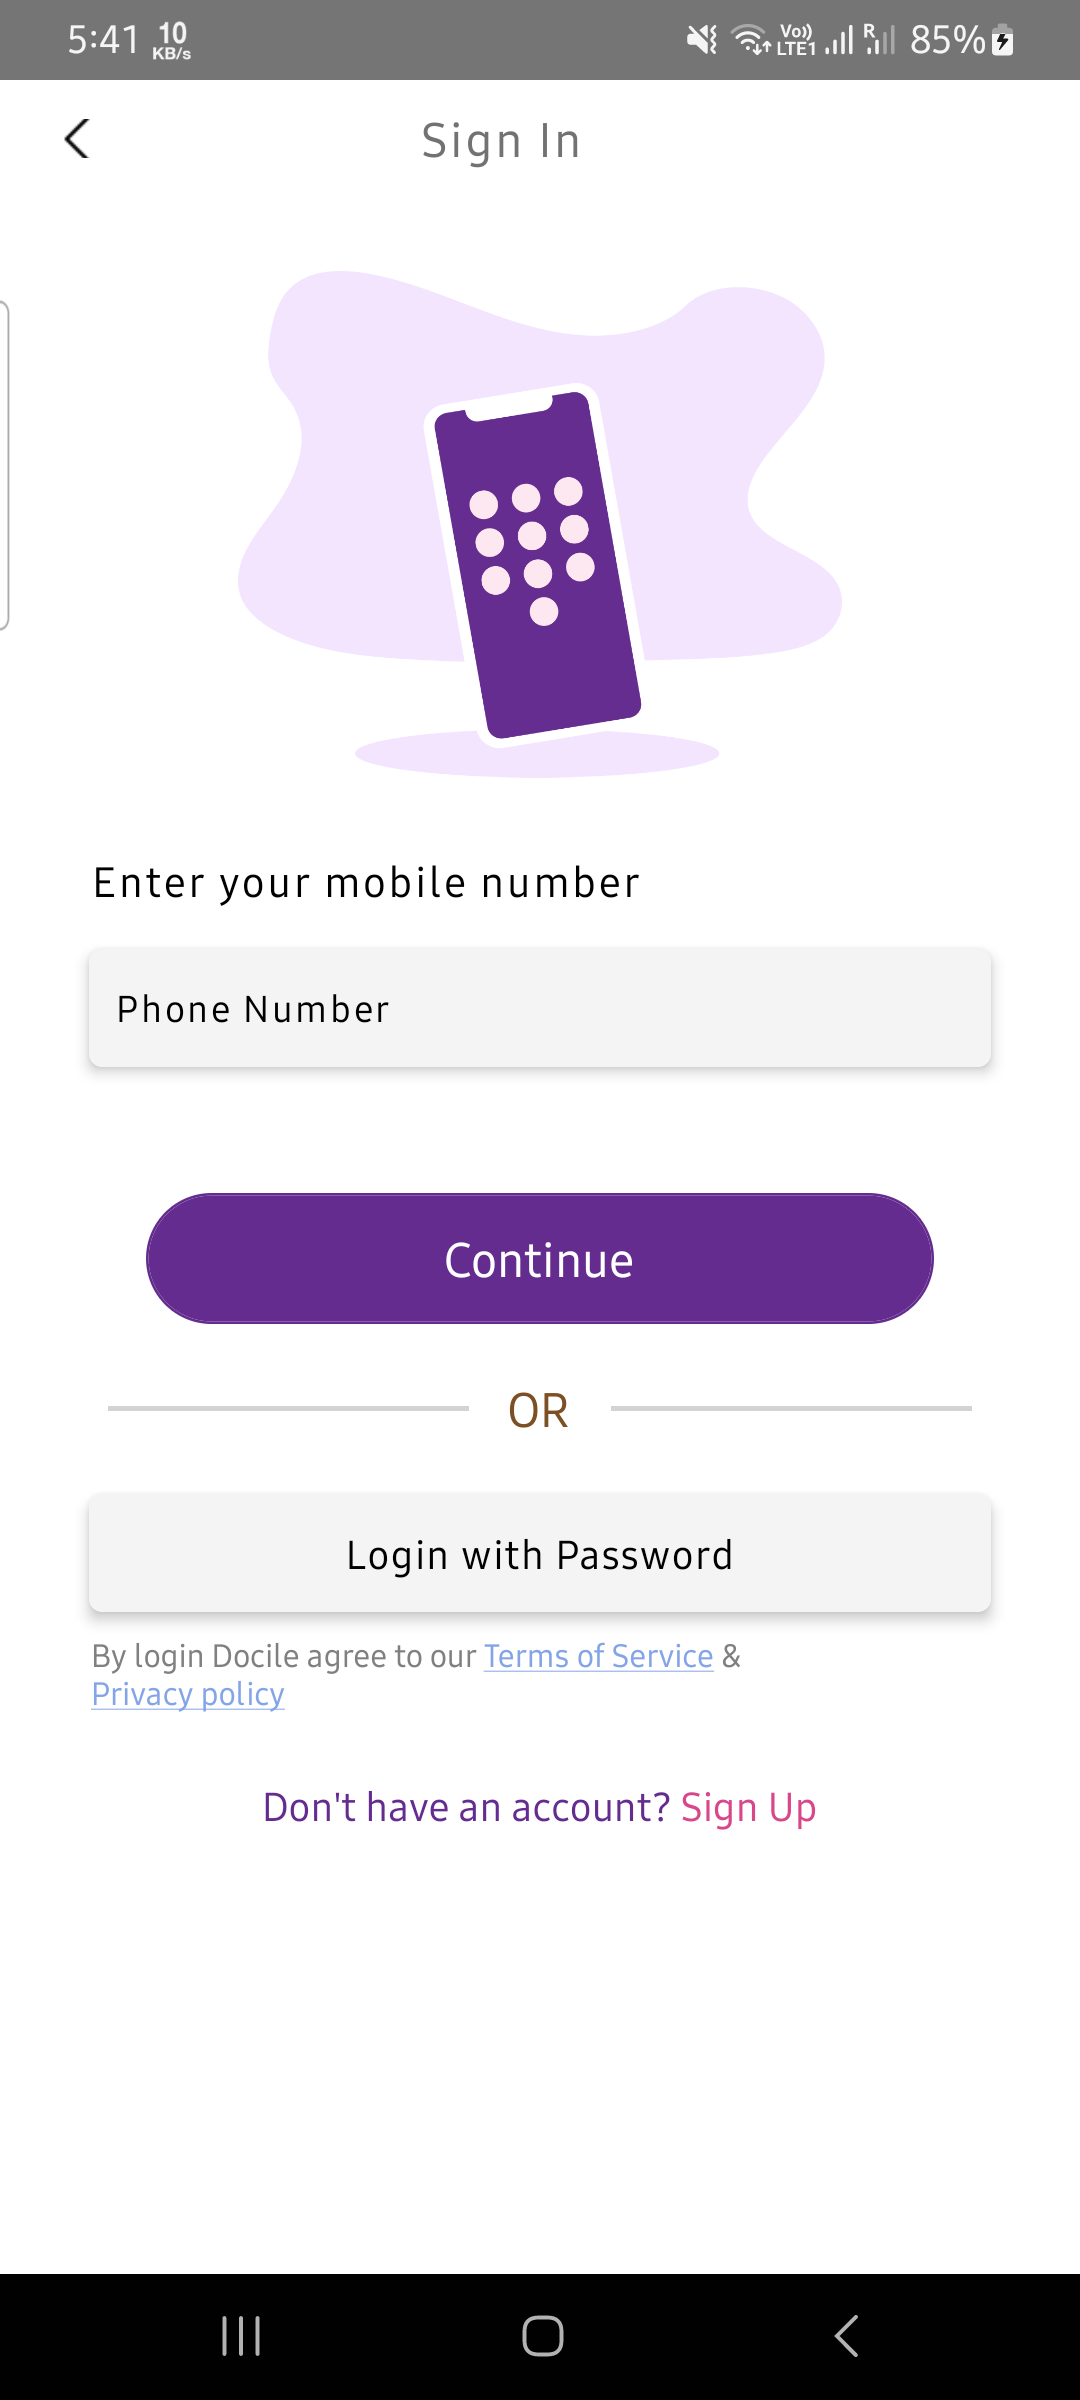 5:41 10 KB/s Vo)) LTE1 R 85%
Sign In
Enter your mobile number
Phone Number
Continue
OR
Login with Password
By login Docile agree to our Terms of Service &
Privacy policy
Don't have an account? Sign Up